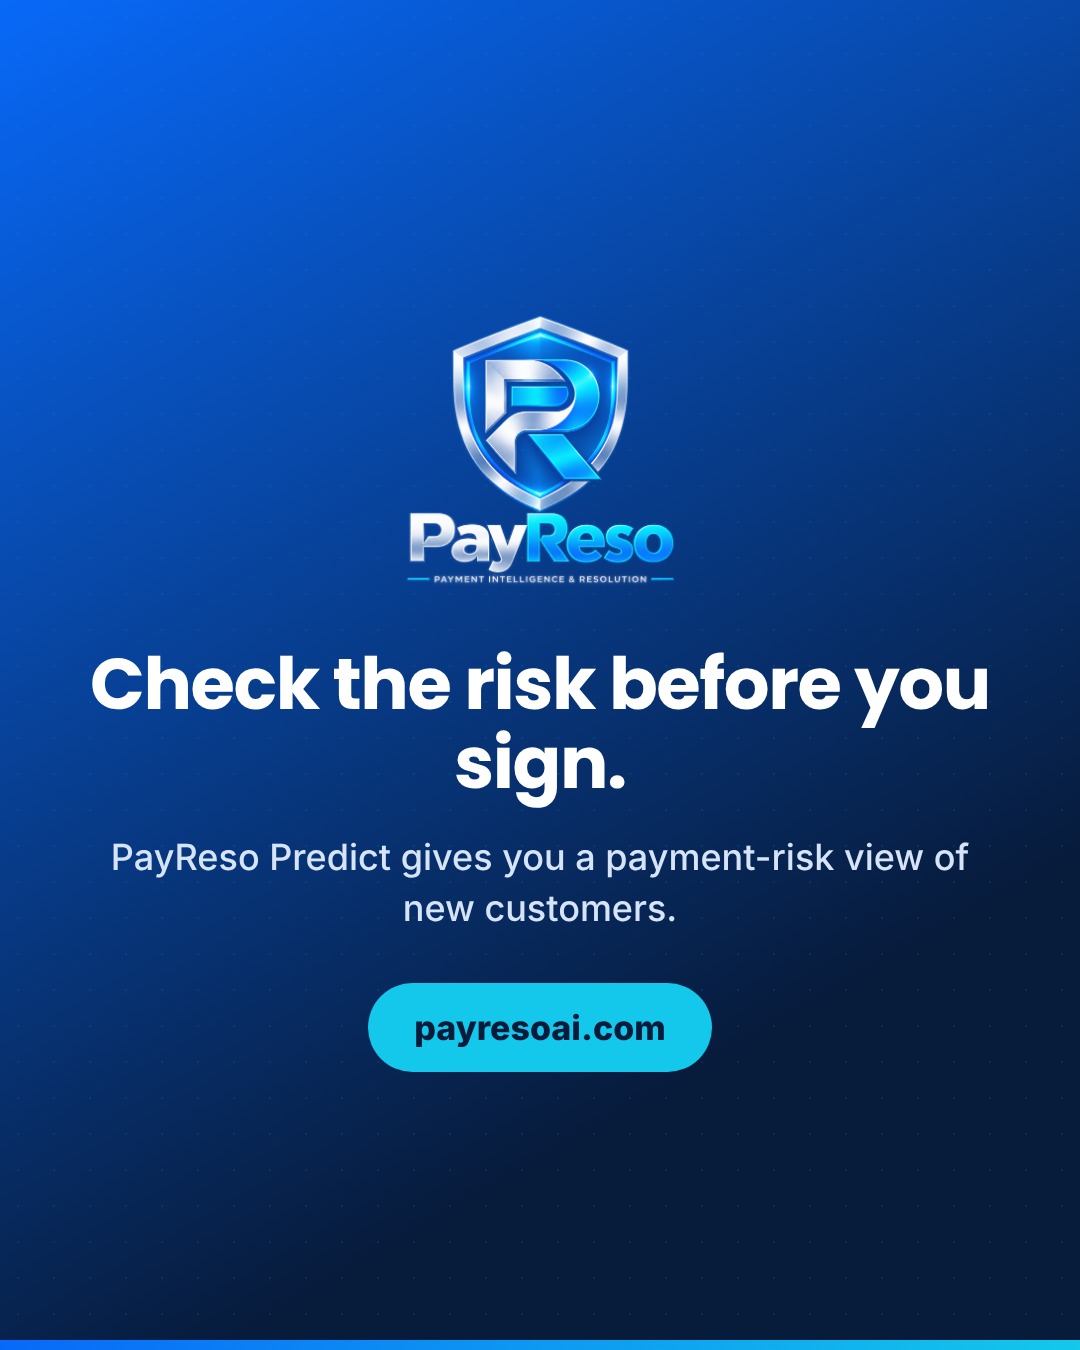 PayReso
PAYMENT INTELLIGENCE & RESOLUTION
Check the risk before you
sign.
PayReso Predict gives you a payment-risk view of
new customers.
payresoai.com